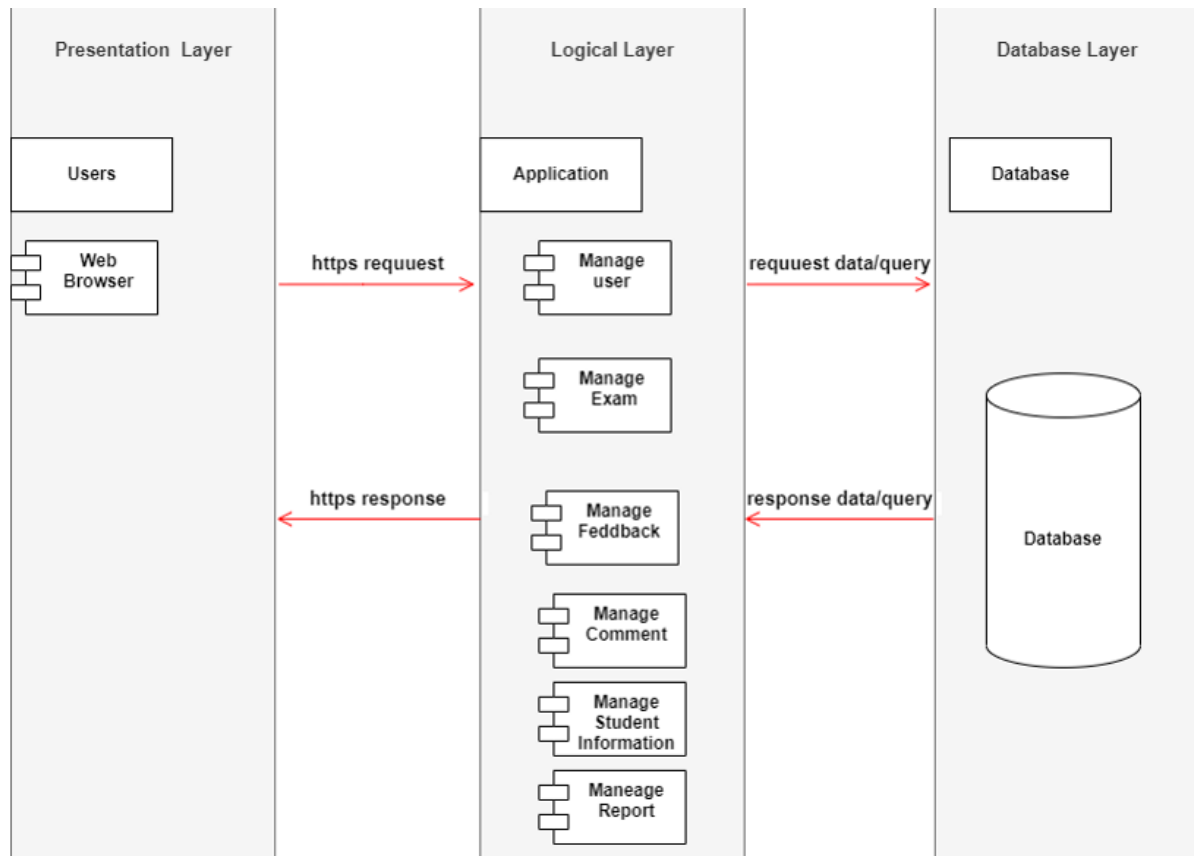 Presentation Layer
Logical Layer
Database Layer
Users
Application
Database
Web
Browser
https requuest
Manage
user
requuest data/query
Manage
Exam
https response
Manage
Feddback
response data/query
Database
Manage
Comment
Manage
Student
Information
Maneage
Report